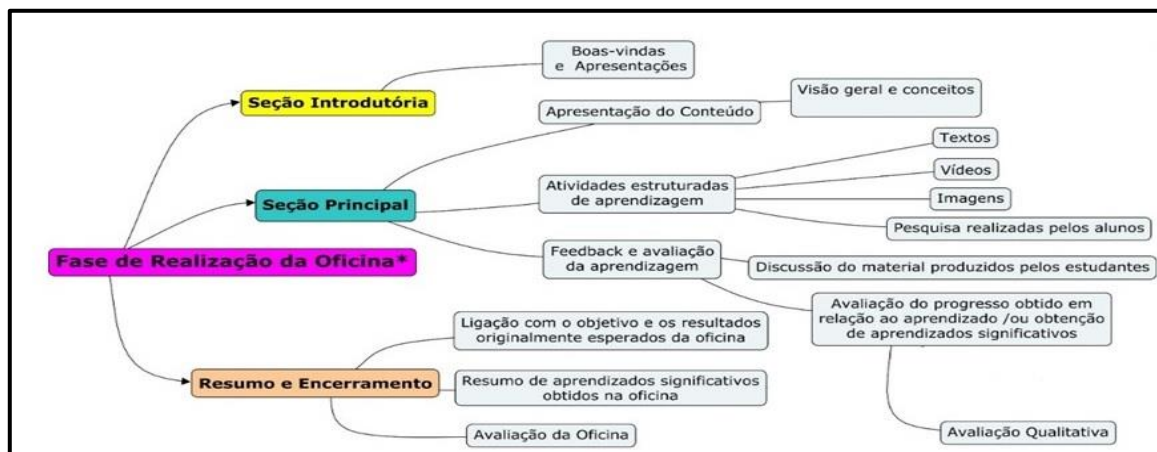 Fase de Realização da Oficina*
Seção Introdutória
Boas-vindas
e Apresentações
Seção Principal
Apresentação do Conteúdo
Visão geral e conceitos
Atividades estruturadas
de aprendizagem
Textos
Vídeos
Imagens
Pesquisa realizadas pelos alunos
Feedback e avaliação
da aprendizagem
Discussão do material produzidos pelos estudantes
Avaliação do progresso obtido em
relação ao aprendizado /ou obtenção
de aprendizados significativos
Avaliação Qualitativa
Resumo e Encerramento
Ligação com o objetivo e os resultados
originalmente esperados da oficina
Resumo de aprendizados significativos
obtidos na oficina
Avaliação da Oficina